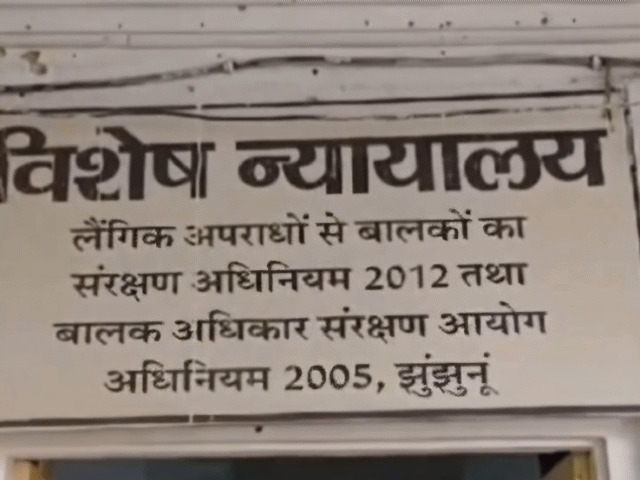 विशेष न्यायालय
लैंगिक अपराधों से बालकों का
संरक्षण अधिनियम 2012 तथा
बालक अधिकार संरक्षण आयोग
अधिनियम 2005, झुंझुनूं